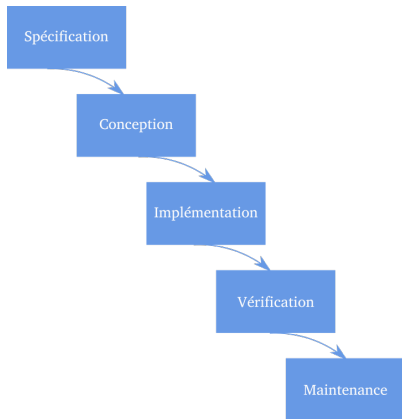 Spécification
Conception
Implémentation
Vérification
Maintenance